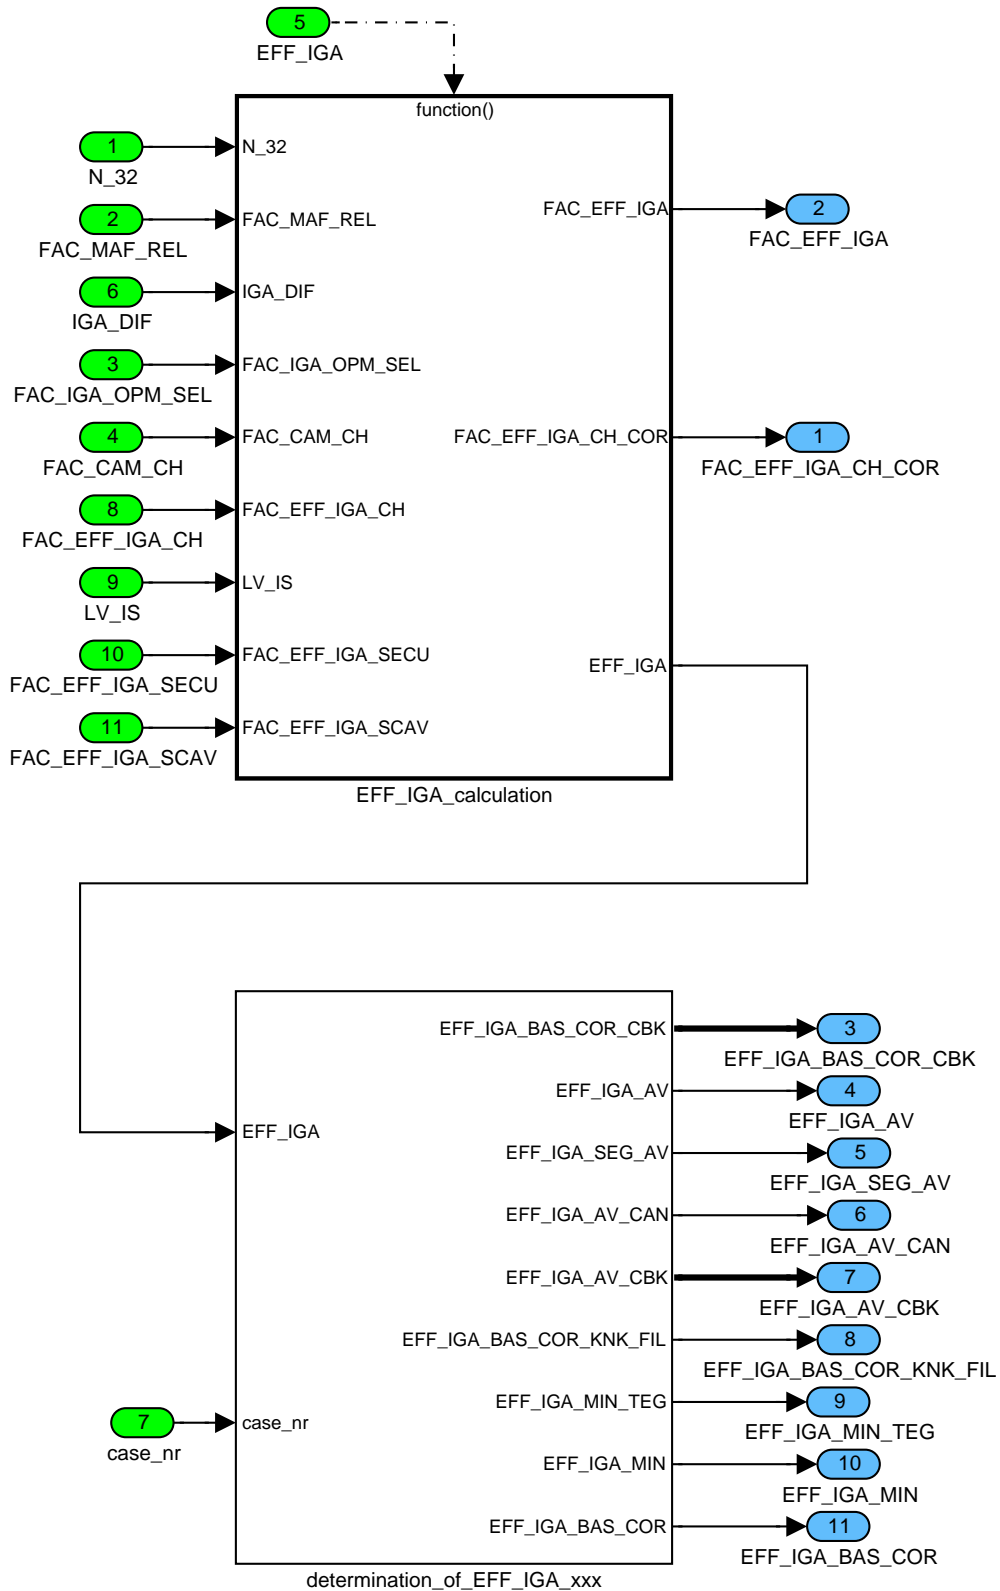 5
EFF_IGA
function()
1
N_32
N_32
2
FAC_MAF_REL
FAC_MAF_REL
6
IGA_DIF
IGA_DIF
3
FAC_IGA_OPM_SEL
FAC_IGA_OPM_SEL
4
FAC_CAM_CH
FAC_CAM_CH
8
FAC_EFF_IGA_CH
FAC_EFF_IGA_CH
9
LV_IS
LV_IS
10
FAC_EFF_IGA_SECU
FAC_EFF_IGA_SECU
11
FAC_EFF_IGA_SCAV
FAC_EFF_IGA_SCAV
FAC_EFF_IGA
2
FAC_EFF_IGA
FAC_EFF_IGA_CH_COR
1
FAC_EFF_IGA_CH_COR
EFF_IGA
EFF_IGA_calculation
EFF_IGA
7
case_nr
case_nr
EFF_IGA_BAS_COR_CBK
3
EFF_IGA_BAS_COR_CBK
EFF_IGA_AV
4
EFF_IGA_AV
EFF_IGA_SEG_AV
5
EFF_IGA_SEG_AV
EFF_IGA_AV_CAN
6
EFF_IGA_AV_CAN
EFF_IGA_AV_CBK
7
EFF_IGA_AV_CBK
EFF_IGA_BAS_COR_KNK_FIL
8
EFF_IGA_BAS_COR_KNK_FIL
EFF_IGA_MIN_TEG
9
EFF_IGA_MIN_TEG
EFF_IGA_MIN
10
EFF_IGA_MIN
EFF_IGA_BAS_COR
11
EFF_IGA_BAS_COR
determination_of_EFF_IGA_xxx